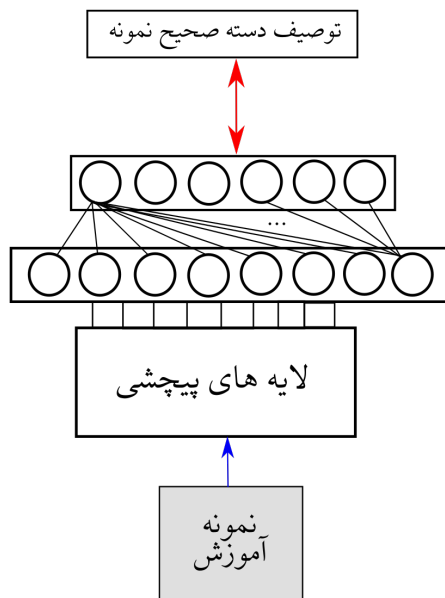 توصیف دسته صحیح نمونه
...
لایه های پیچشی
نمونه
آموزش